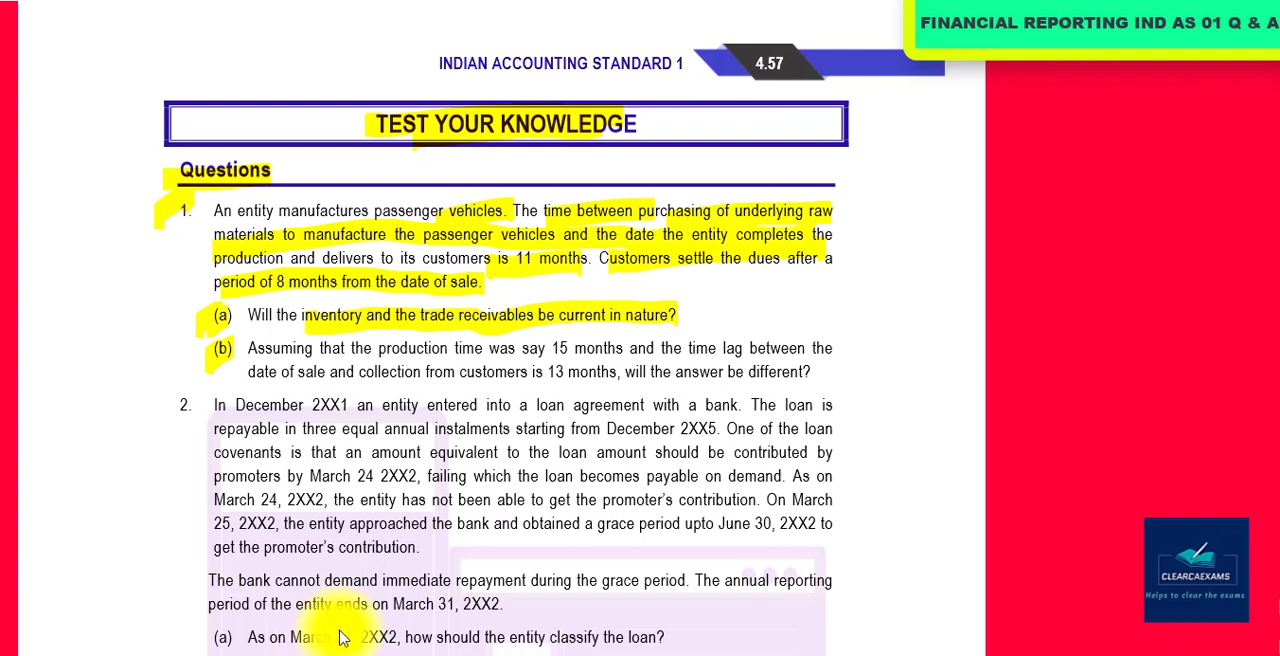 FINANCIAL REPORTING IND AS 01 Q & A
INDIAN ACCOUNTING STANDARD 1 4.57
TEST YOUR KNOWLEDGE
Questions
1. An entity manufactures passenger vehicles. The time between purchasing of underlying raw
materials to manufacture the passenger vehicles and the date the entity completes the
production and delivers to its customers is 11 months. Customers settle the dues after a
period of 8 months from the date of sale.
(a) Will the inventory and the trade receivables be current in nature?
(b) Assuming that the production time was say 15 months and the time lag between the
date of sale and collection from customers is 13 months, will the answer be different?
2. In December 2XX1 an entity entered into a loan agreement with a bank. The loan is
repayable in three equal annual instalments starting from December 2XX5. One of the loan
covenants is that an amount equivalent to the loan amount should be contributed by
promoters by March 24 2XX2, failing which the loan becomes payable on demand. As on
March 24, 2XX2, the entity has not been able to get the promoter's contribution. On March
25, 2XX2, the entity approached the bank and obtained a grace period upto June 30, 2XX2 to
get the promoter's contribution.
The bank cannot demand immediate repayment during the grace period. The annual reporting
period of the entity ends on March 31, 2XX2.
(a) As on March 2XX2, how should the entity classify the loan?
CLEARCAEXAMS
Helps to clear the exams